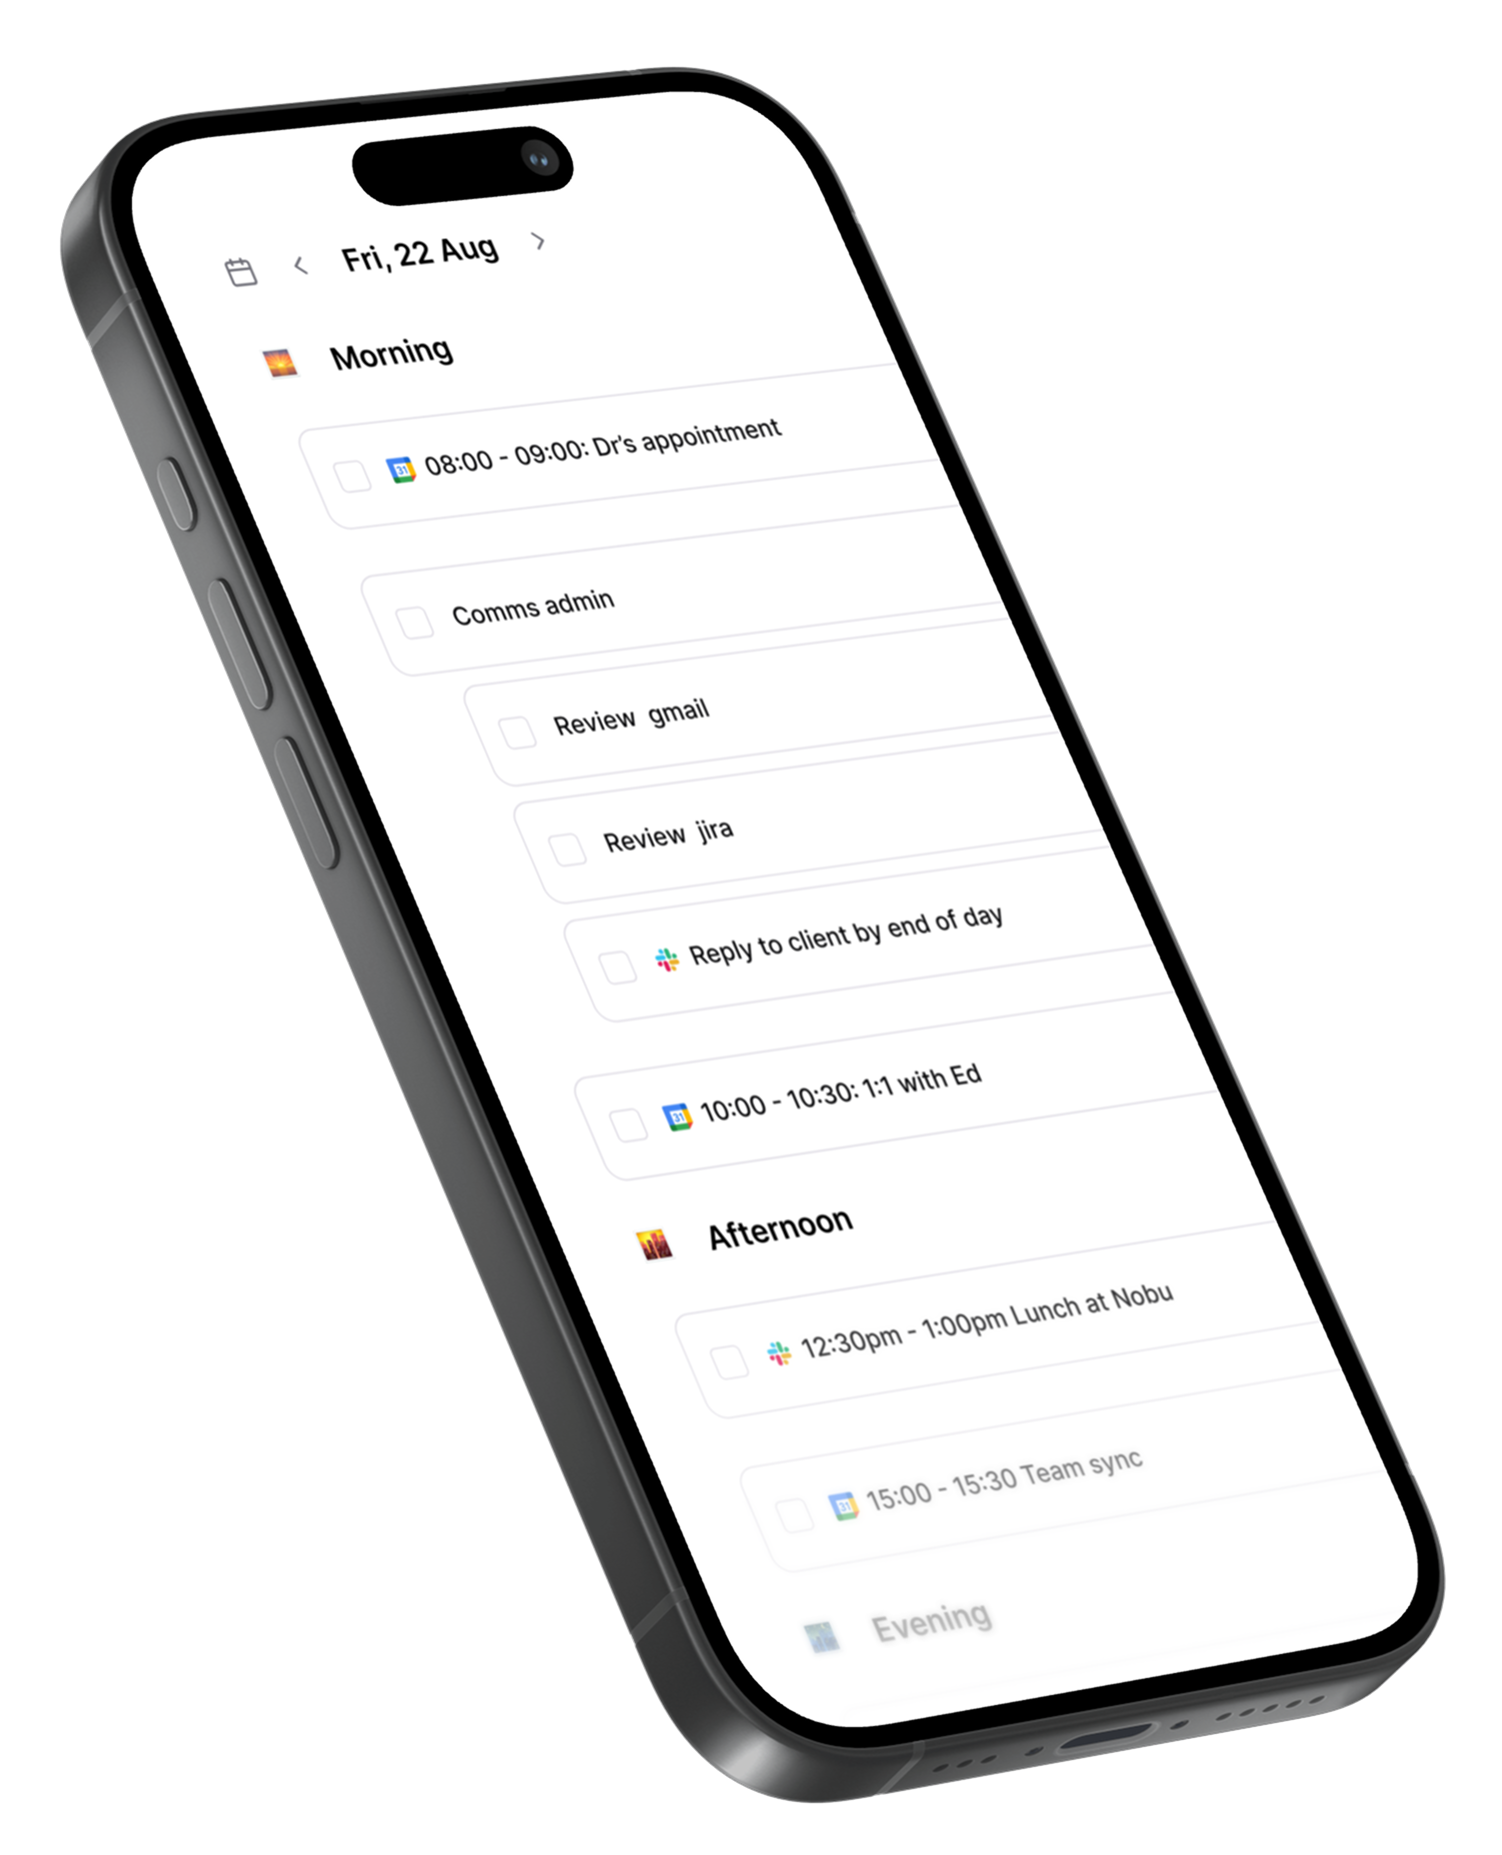 Fri, 22 Aug
Morning
31 08:00 - 09:00: Dr's appointment
Comms admin
Review gmail
Review jira
Reply to client by end of day
31 10:00 - 10:30: 1:1 with Ed
Afternoon
12:30pm - 1:00pm Lunch at Nobu
31 15:00 - 15:30 Team sync
Evening